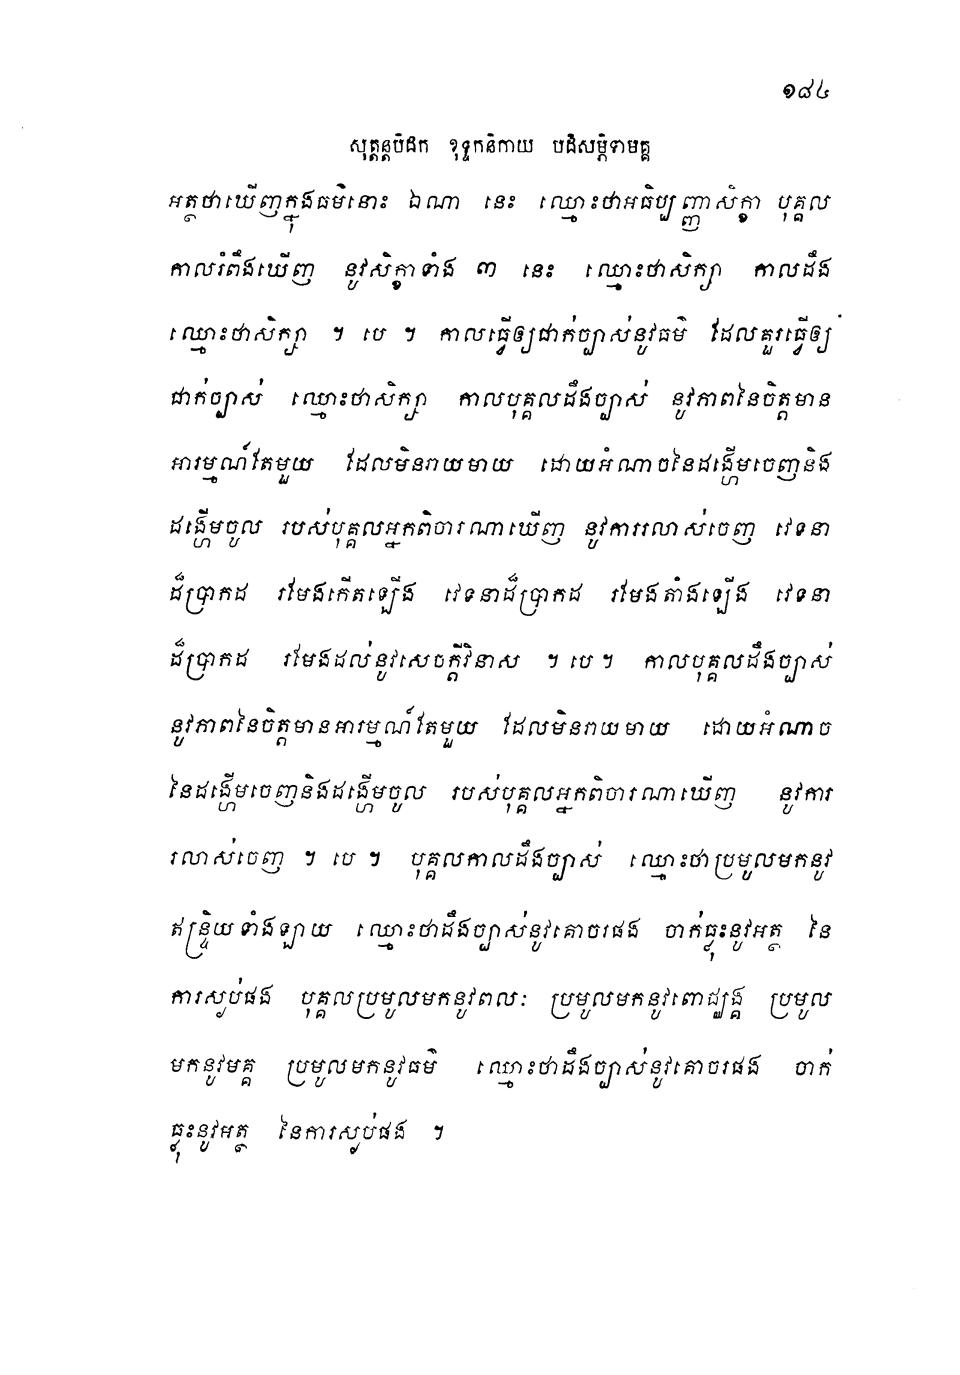 ១៨៤
សុត្តន្តបិដក ខុទ្ទកនិកាយ បដិសម្ភិទាមគ្គ
អត្ថថាឃើញក្នុងធម៌នោះ ឯណា នេះ ឈ្មោះថាអធិប្បញ្ញាសិក្ខា បុគ្គល
កាលរំពឹងឃើញ នូវសិក្ខាទាំង ៣ នេះ ឈ្មោះថាសិក្សា កាលដឹង
ឈ្មោះថាសិក្សា ។ បេ ។ កាលធ្វើឲ្យជាក់ច្បាស់នូវធម៌ ដែលគួរធ្វើឲ្យ
ជាក់ច្បាស់ ឈ្មោះថាសិក្សា កាលបុគ្គលដឹងច្បាស់ នូវភាពនៃចិត្តមាន
អារម្មណ៍តែមួយ ដែលមិនរាយមាយ ដោយអំណាចនៃដង្ហើមចេញនិង
ដង្ហើមចូល របស់បុគ្គលអ្នកពិចារណាឃើញ នូវការរលាស់ចេញ វេទនា
ដ៏ប្រាកដ រមែងកើតឡើង វេទនាដ៏ប្រាកដ រមែងតាំងឡើង វេទនា
ដ៏ប្រាកដ រមែងដល់នូវសេចក្តីវិនាស ។ បេ ។ កាលបុគ្គលដឹងច្បាស់
នូវភាពនៃចិត្តមានអារម្មណ៍តែមួយ ដែលមិនរាយមាយ ដោយអំណាច
នៃដង្ហើមចេញនិងដង្ហើមចូល របស់បុគ្គលអ្នកពិចារណាឃើញ នូវការ
រលាស់ចេញ ។ បេ ។ បុគ្គលកាលដឹងច្បាស់ ឈ្មោះថាប្រមូលមកនូវ
ឥន្ទ្រិយទាំងឡាយ ឈ្មោះថាដឹងច្បាស់នូវគោចរផង ចាក់ធ្លុះនូវអត្ថ នៃ
ការស្ងប់ផង បុគ្គលប្រមូលមកនូវពលៈ ប្រមូលមកនូវពោជ្ឈង្គ ប្រមូល
មកនូវមគ្គ ប្រមូលមកនូវធម៌ ឈ្មោះថាដឹងច្បាស់នូវគោចរផង ចាក់
ធ្លុះនូវអត្ថ នៃការស្ងប់ផង ។